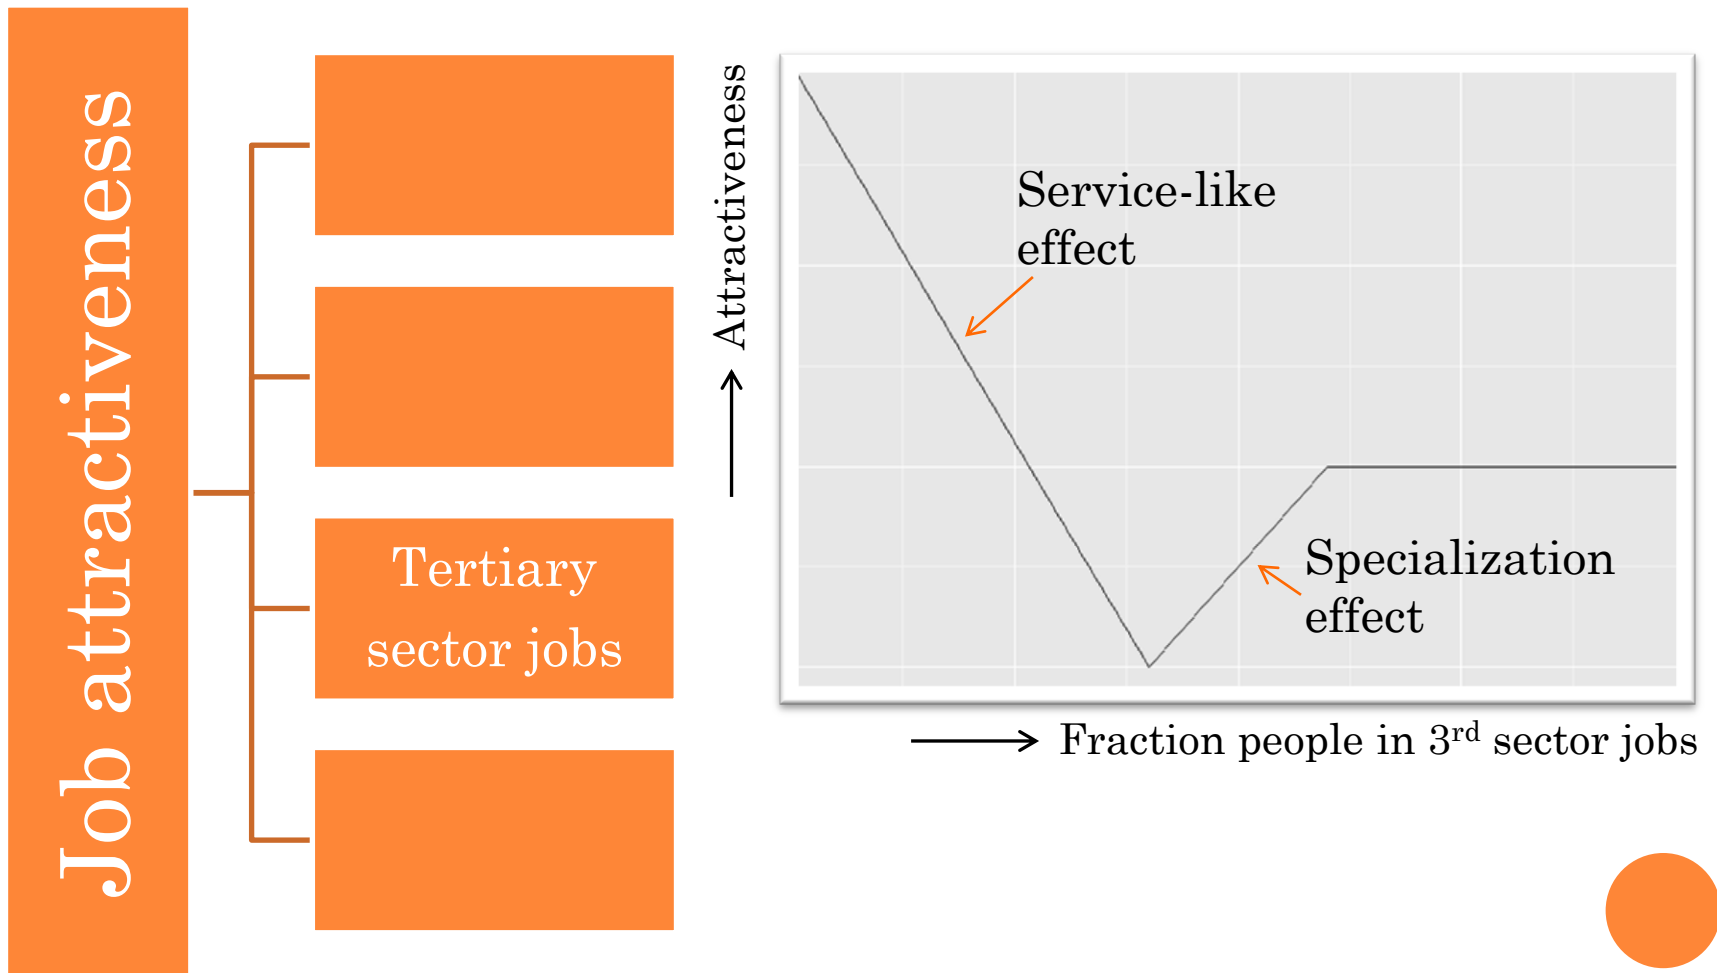 Job attractiveness
Tertiary
sector jobs
Attractiveness
Service-like
effect
Specialization
effect
Fraction people in 3rd sector jobs